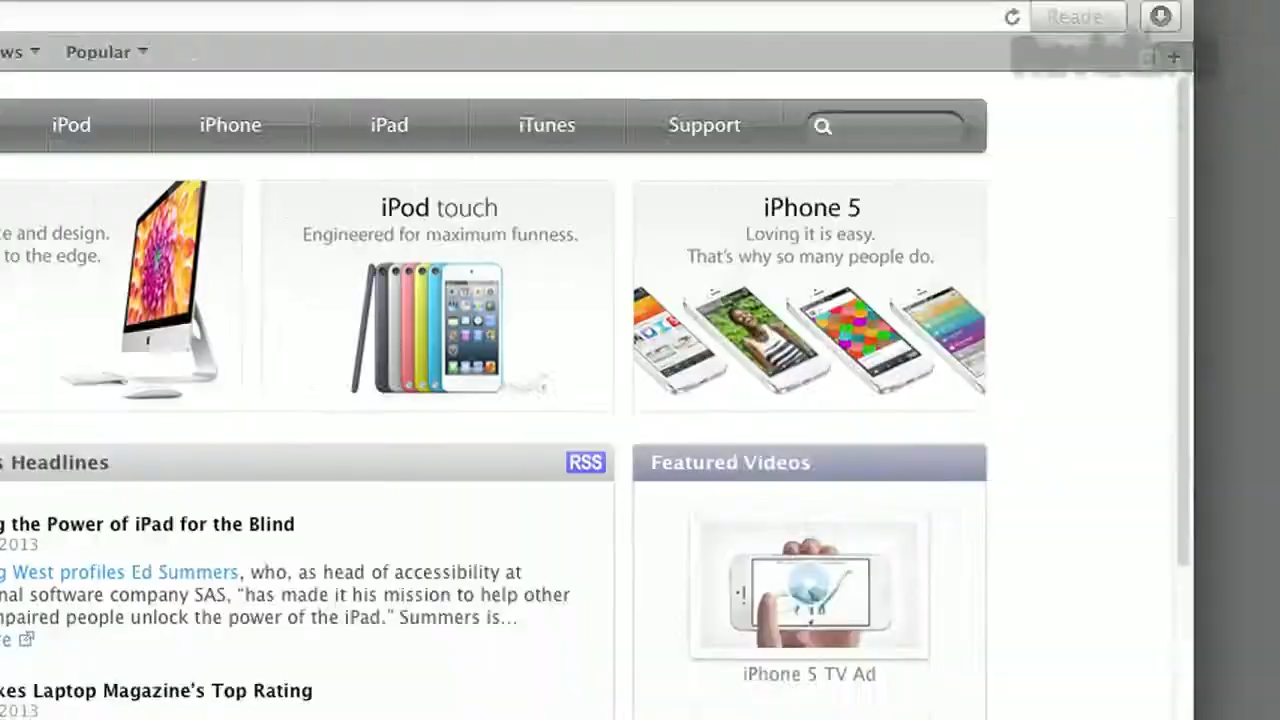 Reader
ws
Popular
iPod
iPhone
iPad
iTunes
Support
e and design.
to the edge.
iPod touch
Engineered for maximum funness.
iPhone 5
Loving it is easy.
That's why so many people do.
s Headlines
RSS
Featured Videos
g the Power of iPad for the Blind
2013
g West profiles Ed Summers, who, as head of accessibility at
nal software company SAS, “has made it his mission to help other
paired people unlock the power of the iPad.” Summers is...
re
iPhone 5 TV Ad
kes Laptop Magazine's Top Rating
2013